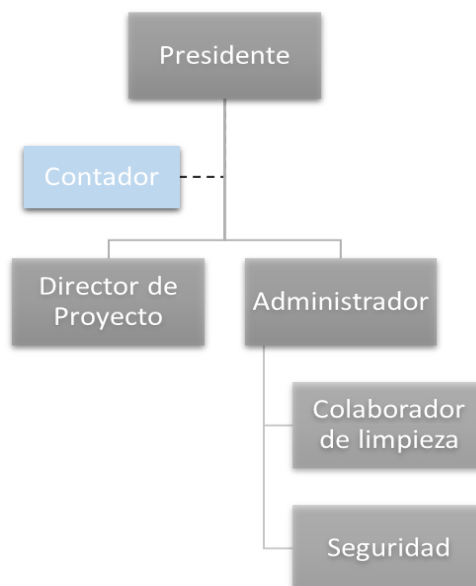 Presidente
Contador
Director de
Proyecto
Administrador
Colaborador
de limpieza
Seguridad